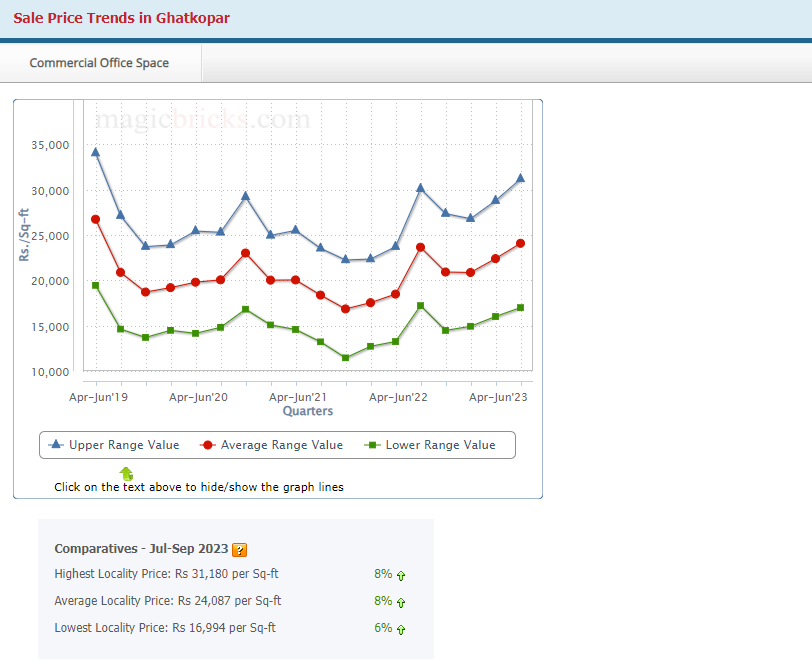 Sale Price Trends in Ghatkopar
Commercial Office Space
magicbricks.com
35,000
30,000
25,000
20,000
15,000
10,000
Rs./Sq-ft
Apr-Jun'19 Apr-Jun'20 Apr-Jun'21 Apr-Jun'22 Apr-Jun'23
Quarters
Upper Range Value Average Range Value Lower Range Value
Click on the text above to hide/show the graph lines
Comparatives - Jul-Sep 2023 ?
Highest Locality Price: Rs 31,180 per Sq-ft 8%
Average Locality Price: Rs 24,087 per Sq-ft 8%
Lowest Locality Price: Rs 16,994 per Sq-ft 6%